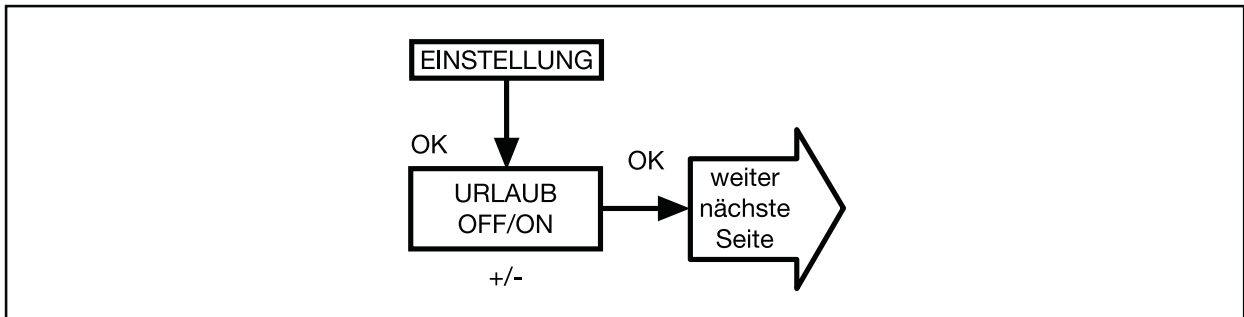 EINSTELLUNG
OK
URLAUB
OFF/ON
+/-
OK
weiter
nächste
Seite